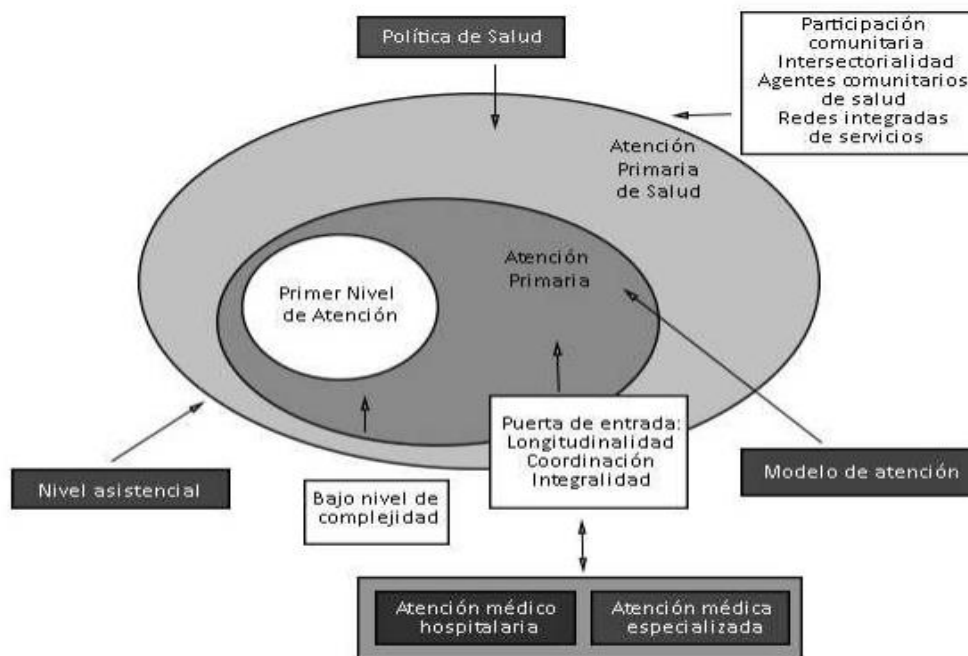 Política de Salud
Participación
comunitaria
Intersectorialidad
Agentes comunitarios
de salud
Redes integradas
de servicios
Atención
Primaria
de Salud
Atención
Primaria
Primer Nivel
de Atención
Puerta de entrada:
Longitudinalidad
Coordinación
Integralidad
Nivel asistencial
Modelo de atención
Bajo nivel de
complejidad
Atención médico
hospitalaria
Atención médica
especializada